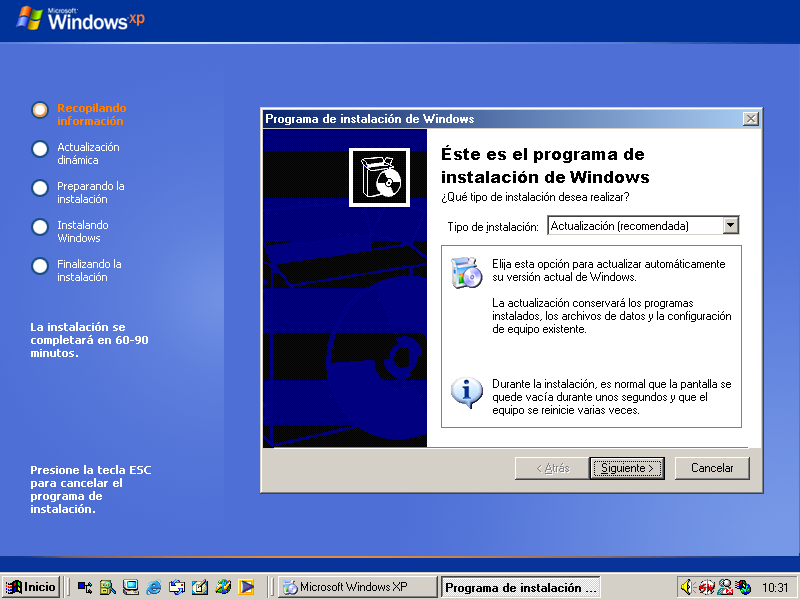 Microsoft®
Windows xp
Recopilando
información
Actualización
dinámica
Preparando la
instalación
Instalando
Windows
Finalizando la
instalación
La instalación se
completará en 60-90
minutos.
Presione la tecla ESC
para cancelar el
programa de
instalación.
Programa de instalación de Windows
Éste es el programa de
instalación de Windows
¿Qué tipo de instalación desea realizar?
Tipo de instalación: Actualización (recomendada)
Elija esta opción para actualizar automáticamente
su versión actual de Windows.
La actualización conservará los programas
instalados, los archivos de datos y la configuración
de equipo existente.
Durante la instalación, es normal que la pantalla se
quede vacía durante unos segundos y que el
equipo se reinicie varias veces.
< Atrás Siguiente > Cancelar
Inicio Microsoft Windows XP Programa de instalación ... 10:31